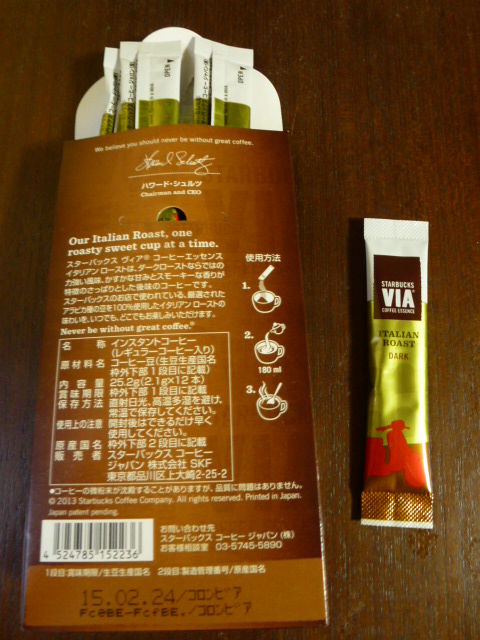 OPEN
OPEN
We believe you should never be without great coffee.
ハワード・シュルツ
Chairman and CEO
Our Italian Roast, one
roasty sweet cup at a time.
スターバックス ヴィア® コーヒーエッセンス
イタリアン ローストは、ダークローストならではの
力強い風味、かすかな甘みとスモーキーな香りが
特徴のさっぱりとした後味のコーヒーです。
スターバックスのお店で使われている、厳選された
アラビカ種の豆を100%使用したイタリアン ローストの
味わいを、いつでも、どこでもお楽しみいただけます。
Never be without great coffee.®
使用方法
1.
2.
180 ml
3.
名 称 インスタントコーヒー
(レギュラーコーヒー入り)
原材料名 コーヒー豆(生豆生産国名
枠外下部1段目に記載)
内 容 量 25.2g(2.1g×12本)
賞味期限 枠外下部1段目に記載
保存方法 直射日光、高温多湿を避け、
常温で保存してください。
使用上の注意 開封後はできるだけ早く
使用してください。
原産国名 枠外下部2段目に記載
販 売 者 スターバックス コーヒー
ジャパン 株式会社 SKF
東京都品川区上大崎2-25-2
●コーヒーの微粉末が沈殿することがありますが、品質に問題はありません。
© 2013 Starbucks Coffee Company. All rights reserved. Printed in Japan.
Japan patent pending.
4 524785 152236
お問い合わせ先
スターバックス コーヒー ジャパン(株)
お客様相談室 03-5745-5890
1段目:賞味期限/生豆生産国名 2段目:製造管理番号/原産国名
15.02.24/コロンビア
/コロンビア
STARBUCKS
VIA
COFFEE ESSENCE
ITALIAN
ROAST
DARK